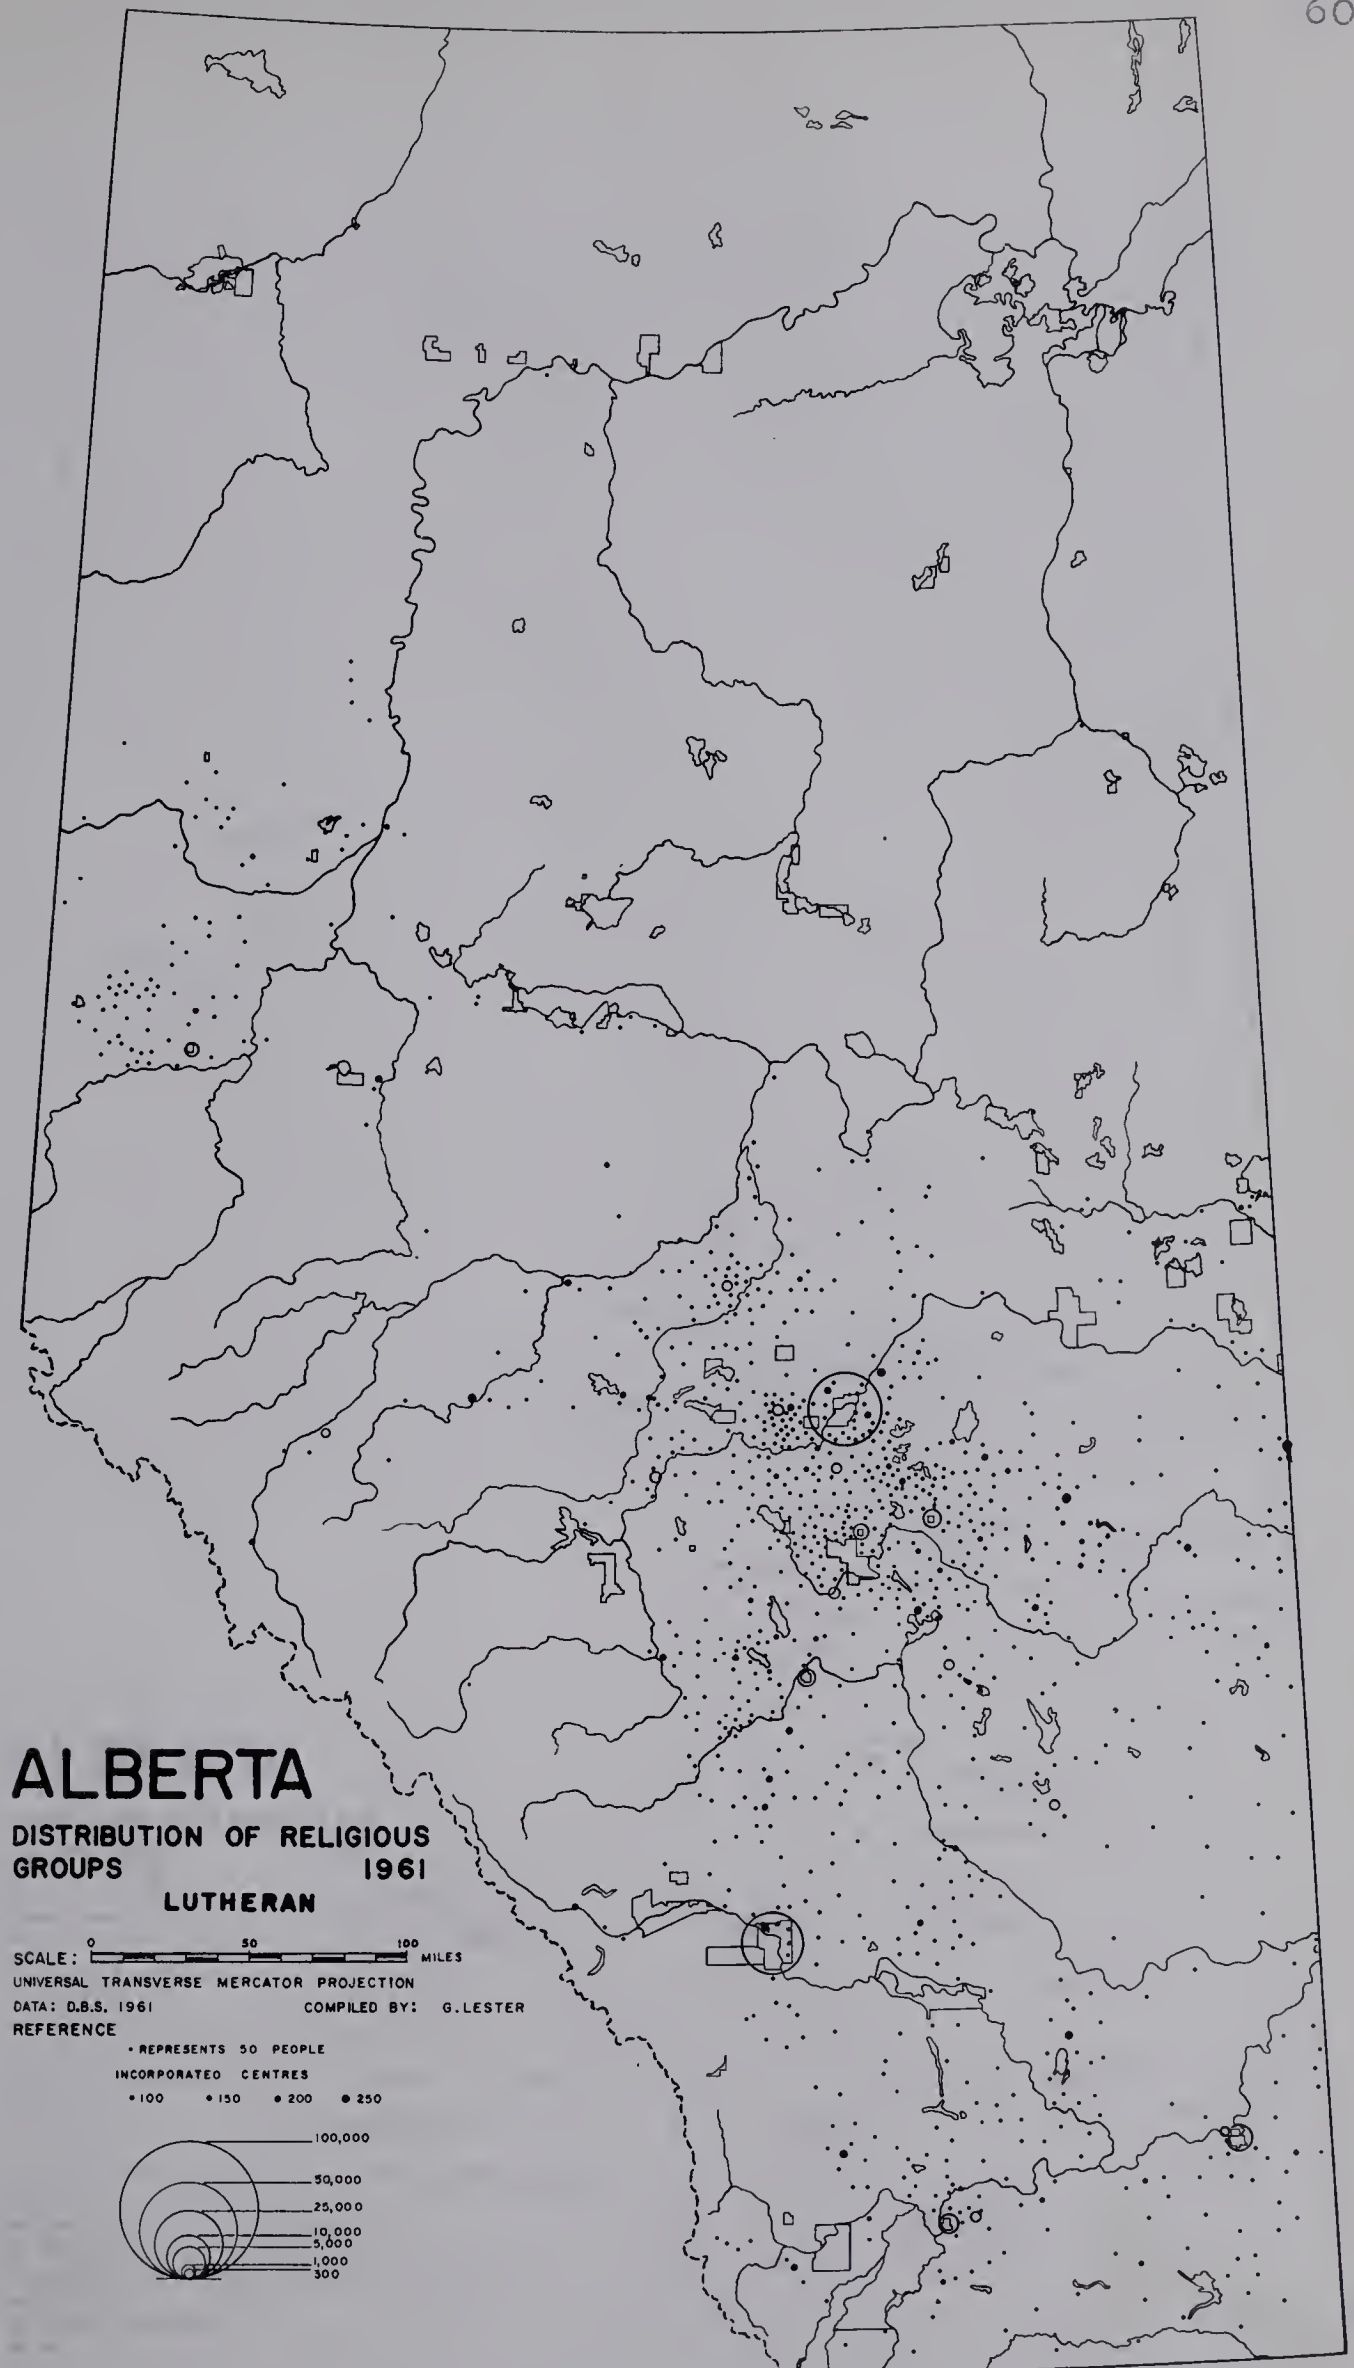 60
ALBERTA
DISTRIBUTION OF RELIGIOUS
GROUPS 1961
LUTHERAN
0 50 100
SCALE: MILES
UNIVERSAL TRANSVERSE MERCATOR PROJECTION
DATA: D.B.S. 1961 COMPILED BY: G.LESTER
REFERENCE
• REPRESENTS 50 PEOPLE
INCORPORATED CENTRES
•100 •150 •200 •250
100,000
50,000
25,000
10,000
5,000
1,000
300